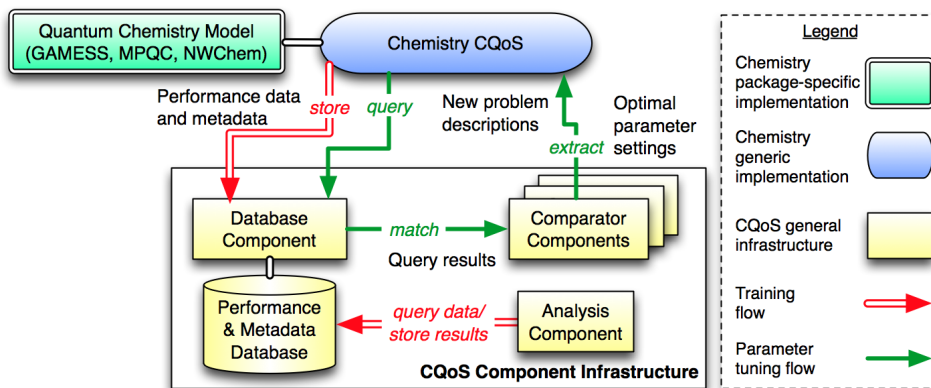 Quantum Chemistry Model
(GAMESS, MPQC, NWChem)
Chemistry CQoS
Performance data
and metadata
store
query
New problem
descriptions
extract
Optimal
parameter
settings
Database
Component
match
Query results
Comparator
Components
Performance
& Metadata
Database
query data/
store results
Analysis
Component
CQoS Component Infrastructure
Legend
Chemistry
package-specific
implementation
Chemistry
generic
implementation
CQoS general
infrastructure
Training
flow
Parameter
tuning flow